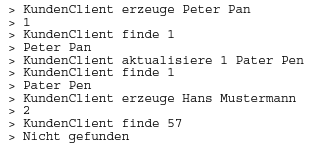 > KundenClient erzeuge Peter Pan
> 1
> KundenClient finde 1
> Peter Pan
> KundenClient aktualisiere 1 Pater Pen
> KundenClient finde 1
> Pater Pen
> KundenClient erzeuge Hans Mustermann
> 2
> KundenClient finde 57
> Nicht gefunden